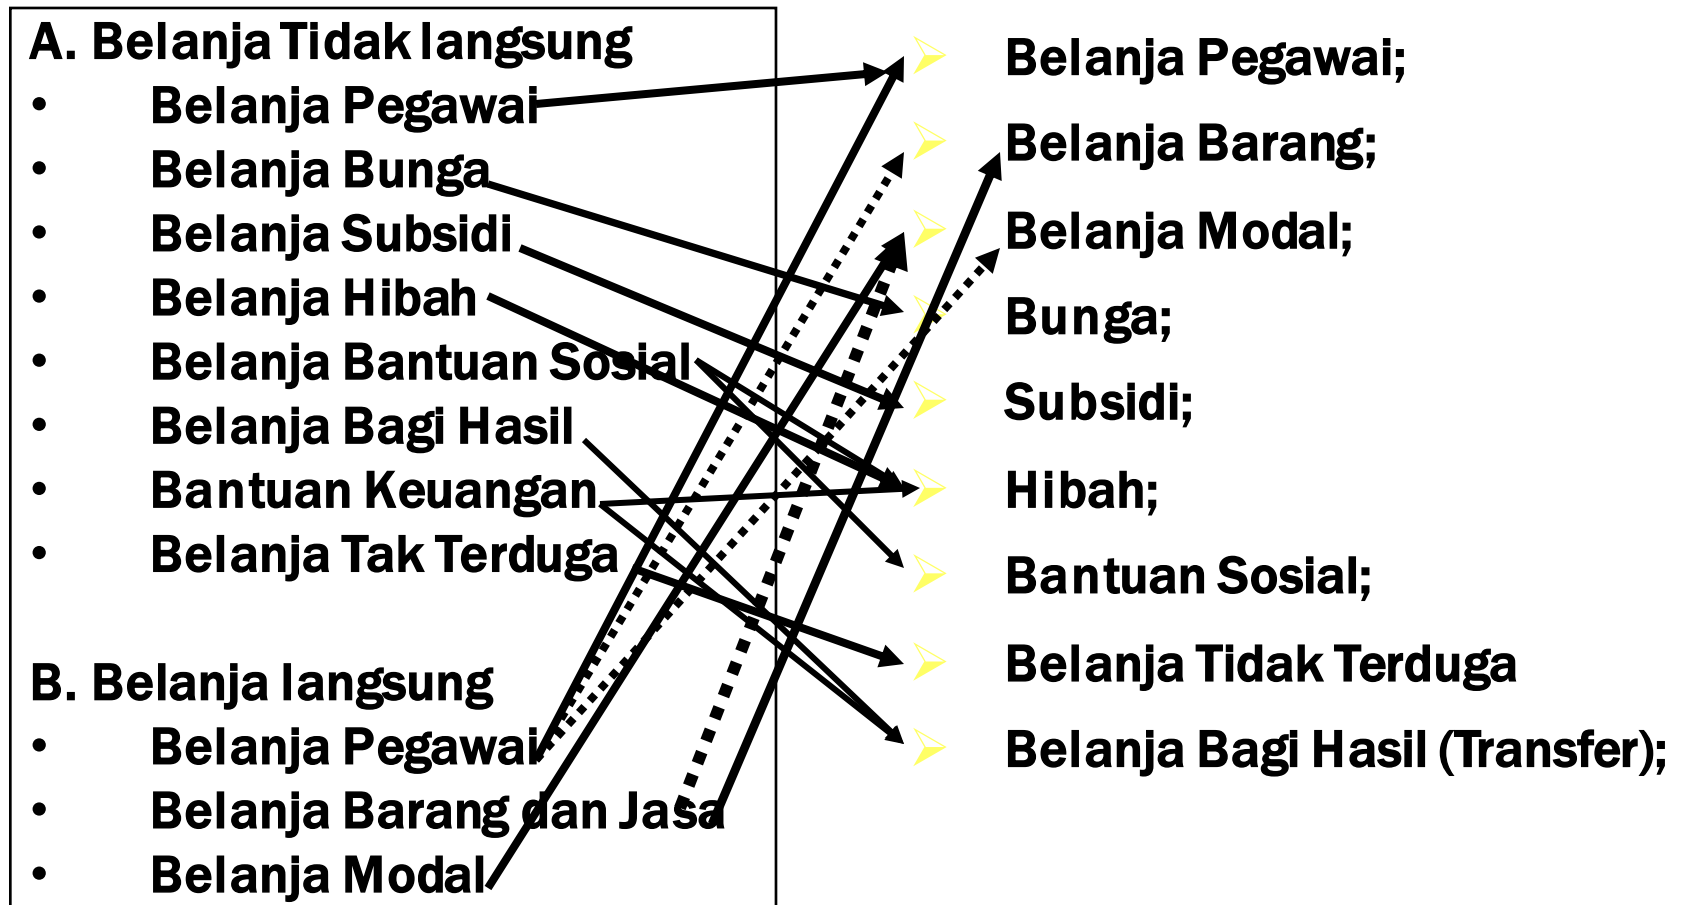 A. Belanja Tidak langsung
• Belanja Pegawai
• Belanja Bunga
• Belanja Subsidi
• Belanja Hibah
• Belanja Bantuan Sosial
• Belanja Bagi Hasil
• Bantuan Keuangan
• Belanja Tak Terduga
B. Belanja langsung
• Belanja Pegawai
• Belanja Barang dan Jasa
• Belanja Modal
Belanja Pegawai;
Belanja Barang;
Belanja Modal;
Bunga;
Subsidi;
Hibah;
Bantuan Sosial;
Belanja Tidak Terduga
Belanja Bagi Hasil (Transfer);